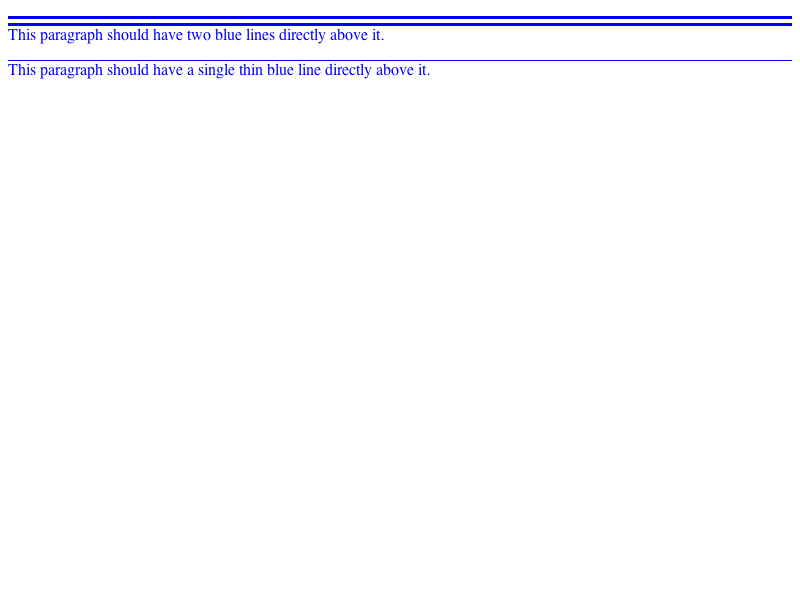 This paragraph should have two blue lines directly above it.
This paragraph should have a single thin blue line directly above it.